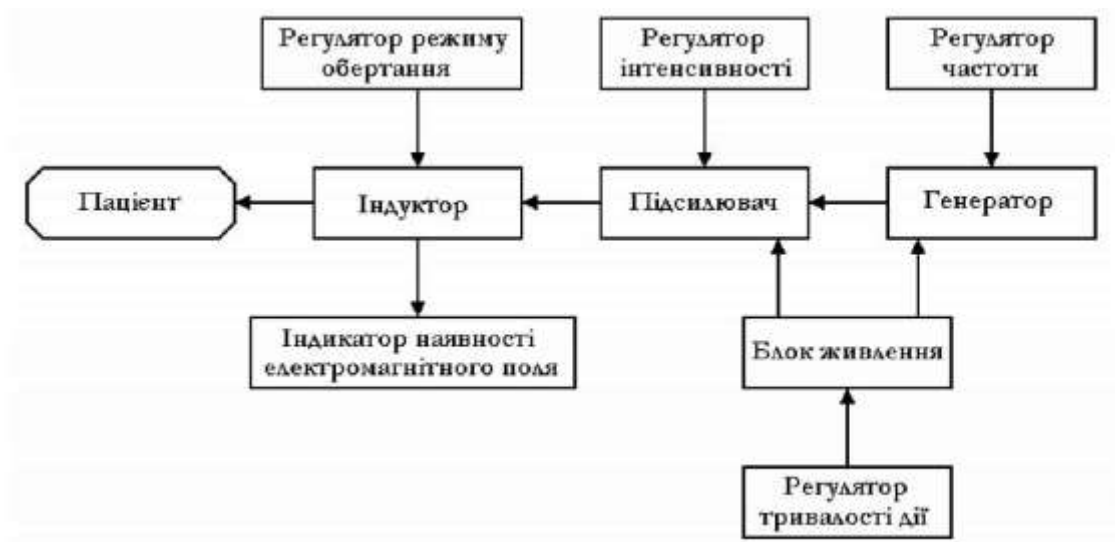 Регулятор режиму
обертання
Регулятор
інтенсивності
Регулятор
частоти
Пацієнт
Індуктор
Підсилювач
Генератор
Індикатор наявності
електромагнітного поля
Блок живлення
Регулятор
тривалості дії